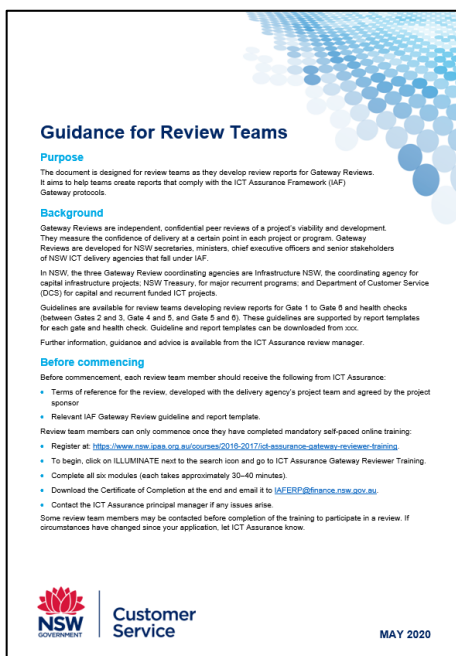 Guidance for Review Teams
Purpose
The document is designed for review teams as they develop review reports for Gateway Reviews.
It aims to help teams create reports that comply with the ICT Assurance Framework (IAF)
Gateway protocols.
Background
Gateway Reviews are independent, confidential peer reviews of a project's viability and development.
They measure the confidence of delivery at a certain point in each project or program. Gateway
Reviews are developed for NSW secretaries, ministers, chief executive officers and senior stakeholders
of NSW ICT delivery agencies that fall under IAF.
In NSW, the three Gateway Review coordinating agencies are Infrastructure NSW, the coordinating agency for
capital infrastructure projects; NSW Treasury, for major recurrent programs; and Department of Customer Service
(DCS) for capital and recurrent funded ICT projects.
Guidelines are available for review teams developing review reports for Gate 1 to Gate 6 and health checks
(between Gates 2 and 3, Gate 4 and 5, and Gate 5 and 6). These guidelines are supported by report templates
for each gate and health check. Guideline and report templates can be downloaded from xxx.
Further information, guidance and advice is available from the ICT Assurance review manager.
Before commencing
Before commencement, each review team member should receive the following from ICT Assurance:
• Terms of reference for the review, developed with the delivery agency's project team and agreed by the project
sponsor
• Relevant IAF Gateway Review guideline and report template.
Review team members can only commence once they have completed mandatory self-paced online training:
• Register at: https://www.nsw.ipaa.org.au/courses/2016-2017/ict-assurance-gateway-reviewer-training.
• To begin, click on ILLUMINATE next to the search icon and go to ICT Assurance Gateway Reviewer Training.
• Complete all six modules (each takes approximately 30–40 minutes).
• Download the Certificate of Completion at the end and email it to IAFERP@finance.nsw.gov.au.
• Contact the ICT Assurance principal manager if any issues arise.
Some review team members may be contacted before completion of the training to participate in a review. If
circumstances have changed since your application, let ICT Assurance know.
NSW
GOVERNMENT
Customer
Service
MAY 2020